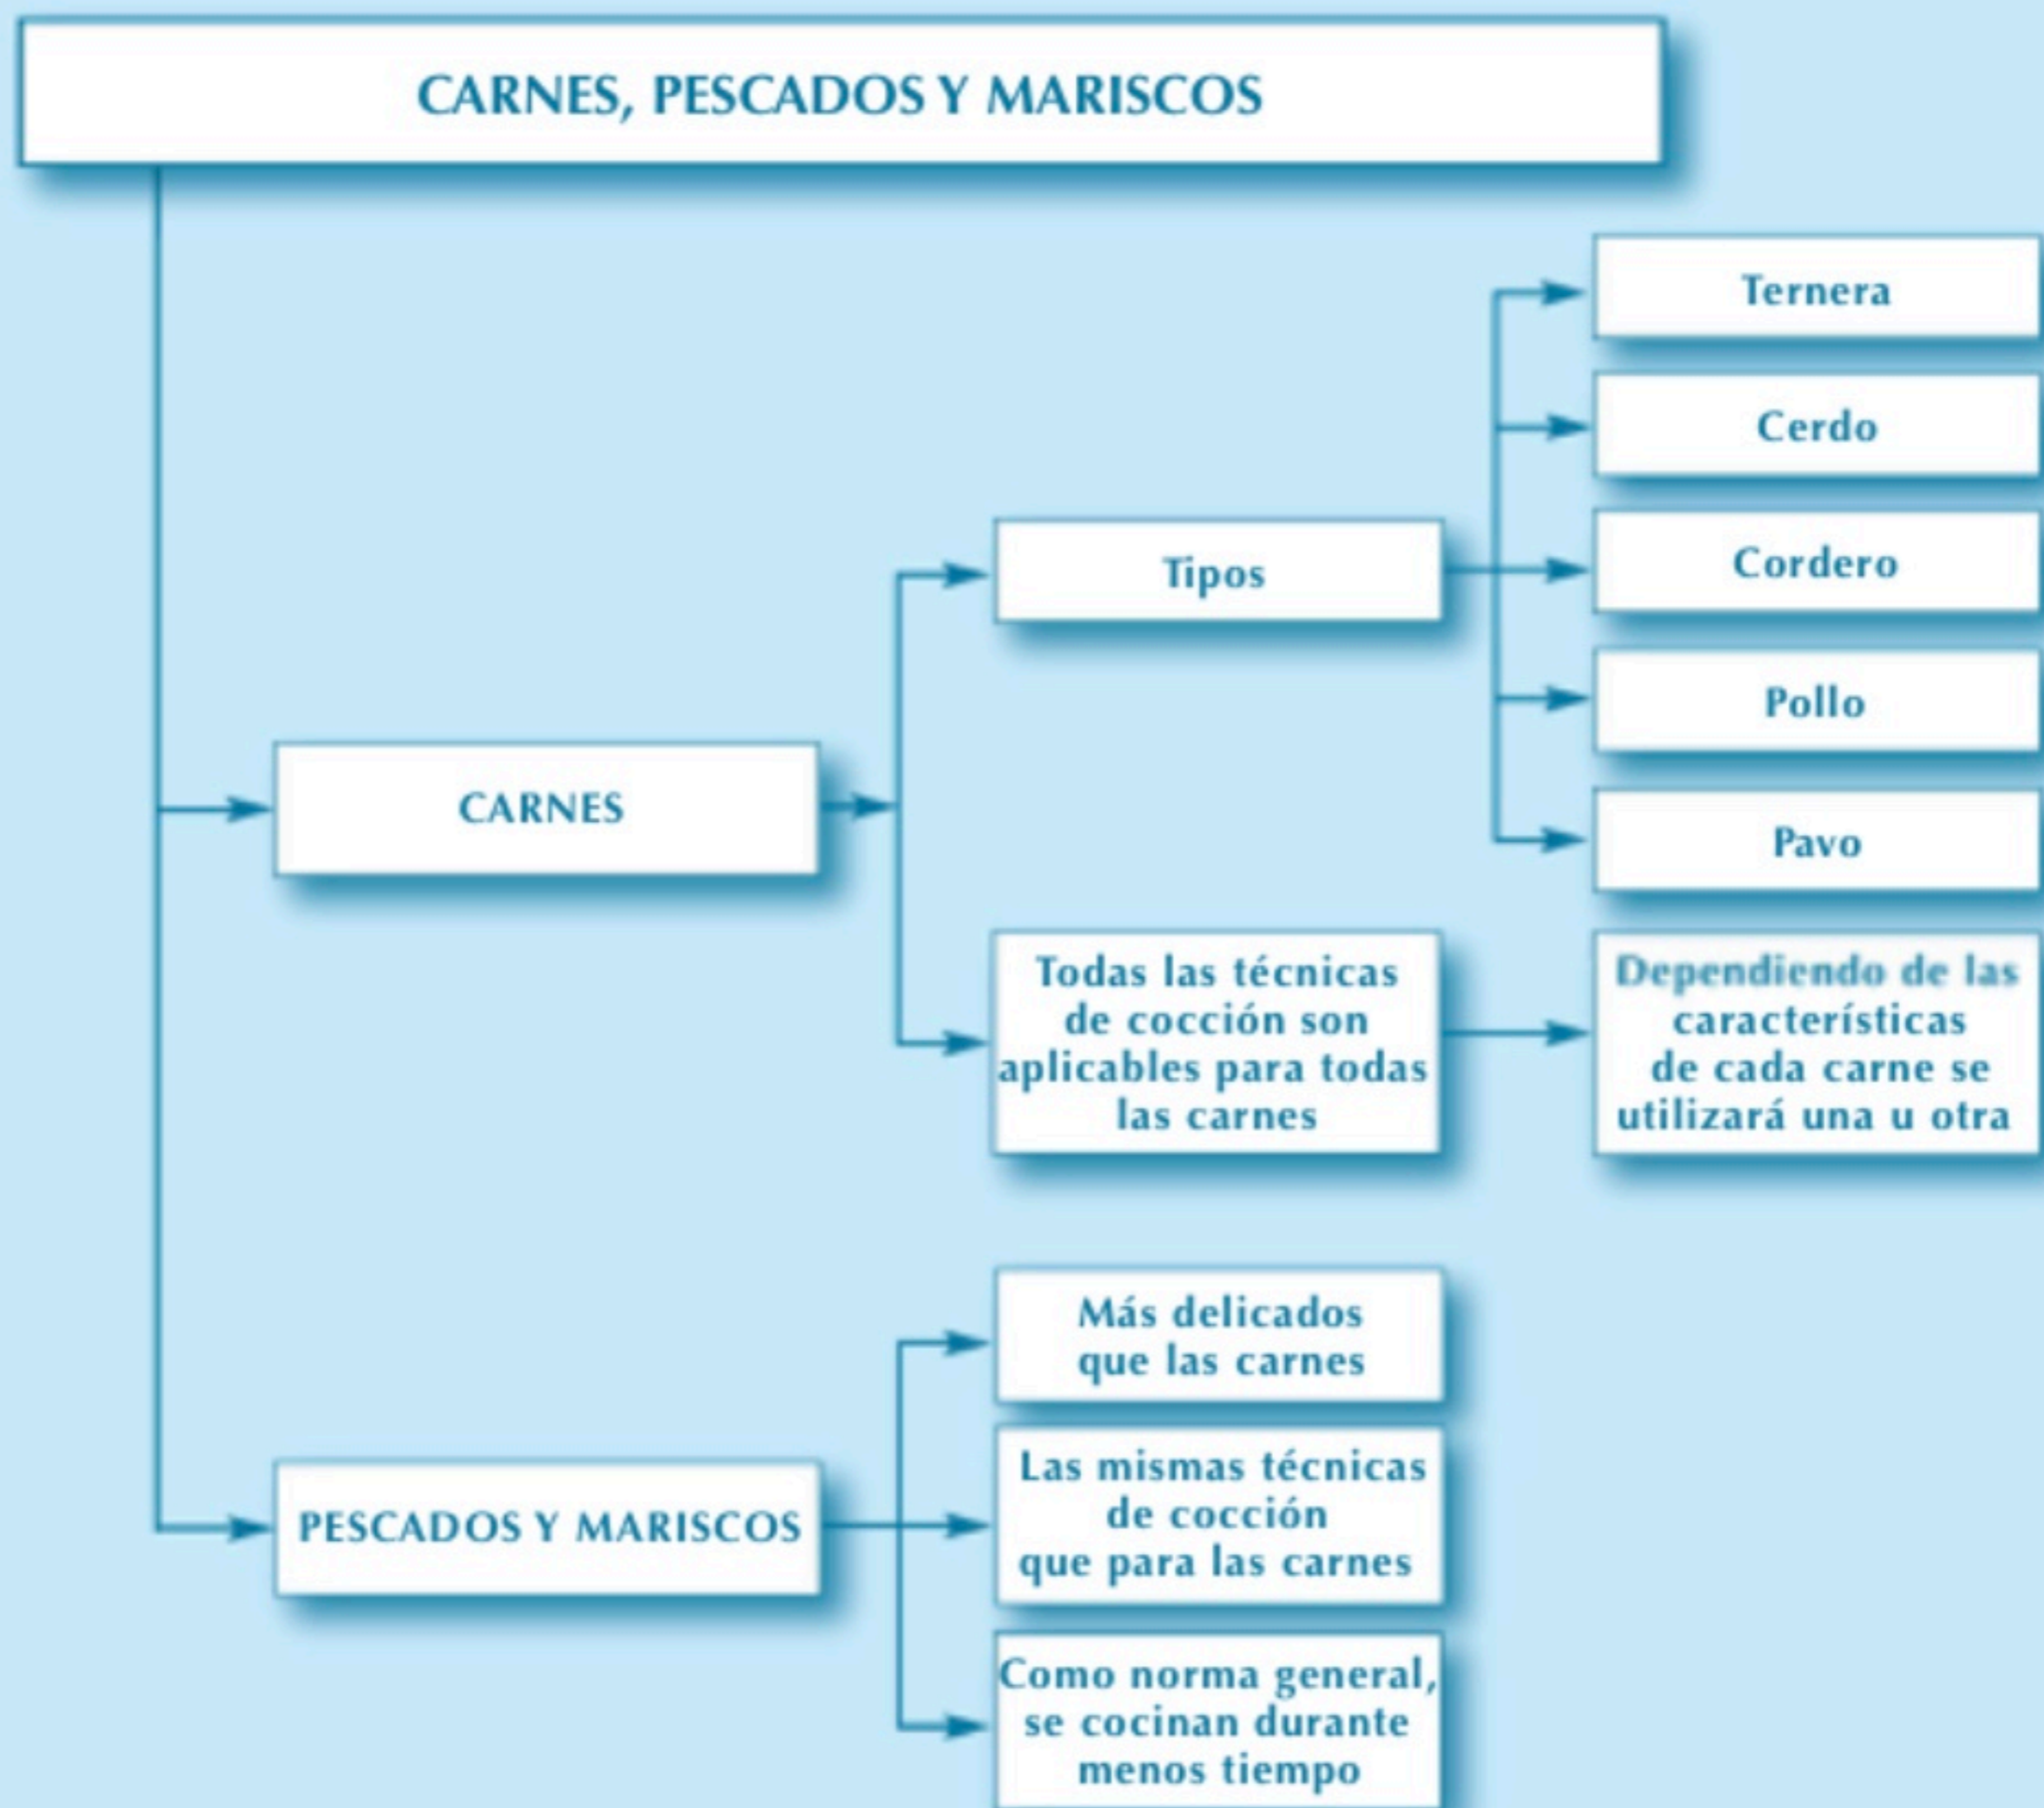 CARNES, PESCADOS Y MARISCOS
CARNES
Tipos
Ternera
Cerdo
Cordero
Pollo
Pavo
Todas las técnicas
de cocción son
aplicables para todas
las carnes
Dependiendo de las
características
de cada carne se
utilizará una u otra
PESCADOS Y MARISCOS
Más delicados
que las carnes
Las mismas técnicas
de cocción
que para las carnes
Como norma general,
se cocinan durante
menos tiempo